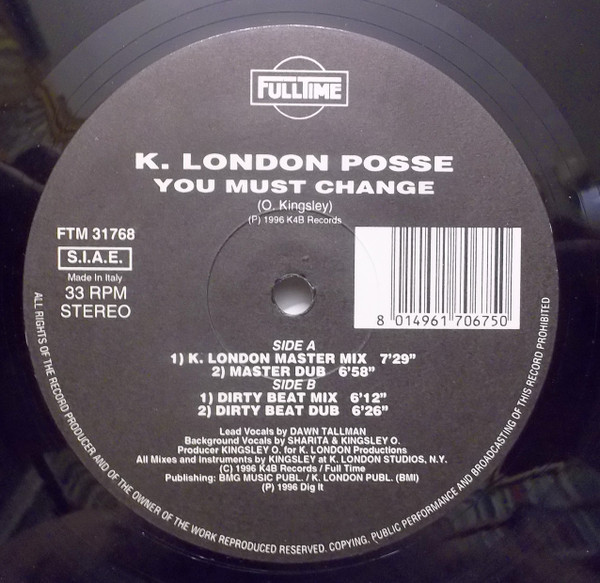 FULLTIME
K. LONDON POSSE
YOU MUST CHANGE
(O. Kingsley)
(P) 1996 K4B Records
FTM 31768
S.I.A.E.
Made in Italy
33 RPM
STEREO
8 014961 706750
SIDE A
1) K. LONDON MASTER MIX 7'29"
2) MASTER DUB 6'58"
SIDE B
1) DIRTY BEAT MIX 6'12"
2) DIRTY BEAT DUB 6'26"
Lead Vocals by DAWN TALLMAN
Background Vocals by SHARITA & KINGSLEY O.
Producer KINGSLEY O. for K. LONDON Productions
All Mixes and Instruments by KINGSLEY at K. LONDON STUDIOS, N.Y.
(C) 1996 K4B Records / Full Time
Publishing: BMG MUSIC PUBL. / K. LONDON PUBL. (BMI)
(P) 1996 Dig It
ALL RIGHTS OF THE RECORD PRODUCER AND OF THE OWNER OF THE WORK REPRODUCED RESERVED. COPYING, PUBLIC PERFORMANCE AND BROADCASTING OF THIS RECORD PROHIBITED